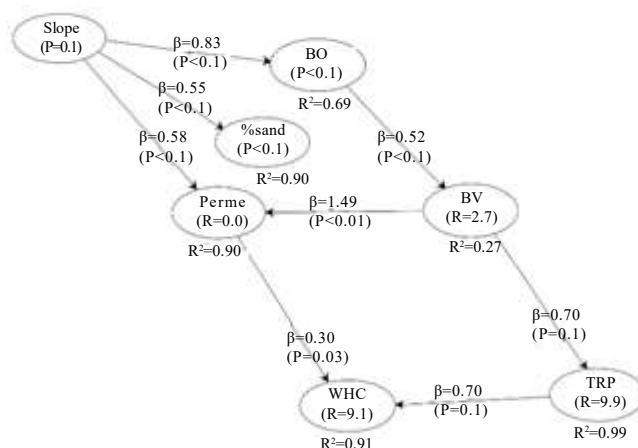 Slope
(P=0.1)
β=0.83
(P<0.1)
BO
(P<0.1)
R²=0.69
β=0.55
(P<0.1)
%sand
(P<0.1)
R²=0.90
β=0.58
(P<0.1)
β=0.52
(P<0.1)
Perme
(R=0.0)
R²=0.90
β=1.49
(P<0.01)
BV
(R=2.7)
R²=0.27
β=0.70
(P=0.1)
β=0.30
(P=0.03)
WHC
(R=9.1)
R²=0.91
β=0.70
(P=0.1)
TRP
(R=9.9)
R²=0.99